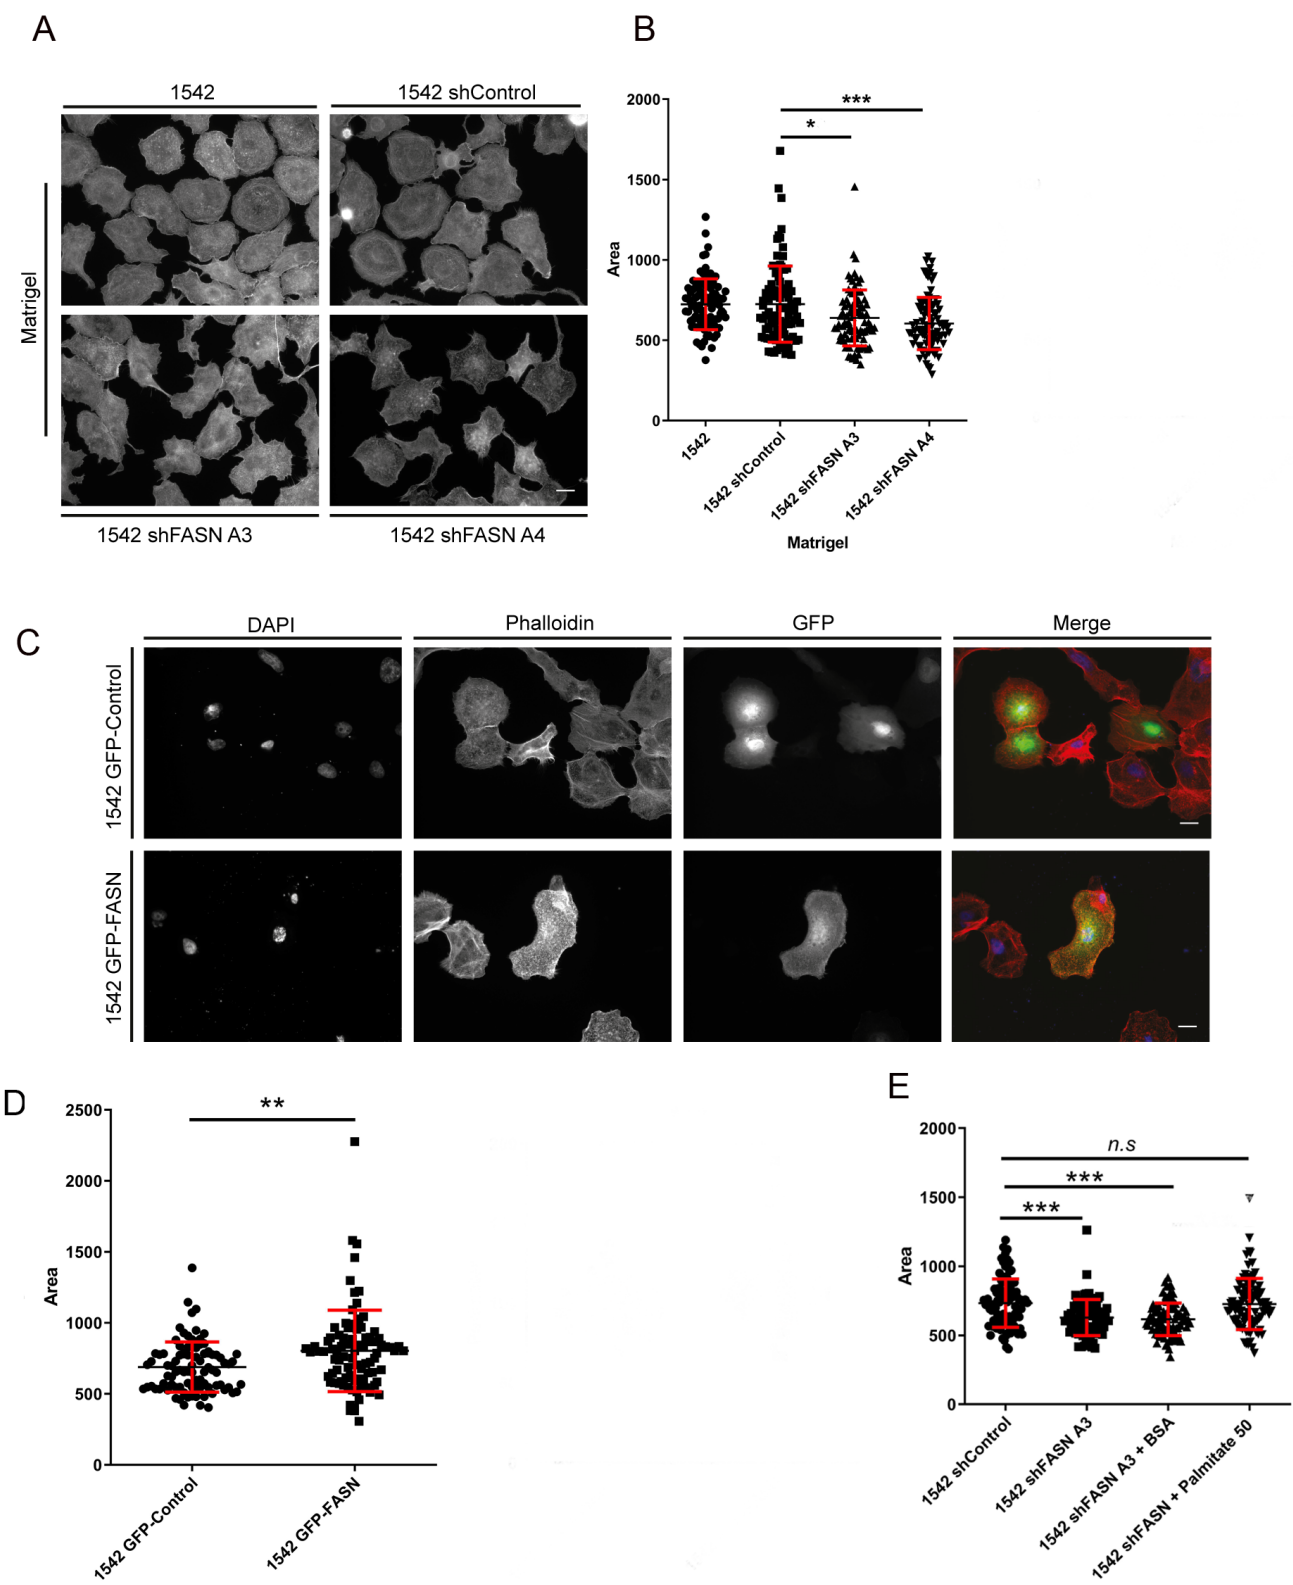 A
1542
1542 shControl
Matrigel
1542 shFASN A3
1542 shFASN A4
B
***
*
2000
1500
1000
500
0
Area
1542
1542 shControl
1542 shFASN A3
1542 shFASN A4
Matrigel
C
DAPI
Phalloidin
GFP
Merge
1542 GFP-Control
1542 GFP-FASN
D
**
2500
2000
1500
1000
500
0
Area
1542 GFP-Control
1542 GFP-FASN
E
n.s
***
***
2000
1500
1000
500
0
Area
1542 shControl
1542 shFASN A3
1542 shFASN A3 + BSA
1542 shFASN + Palmitate 50